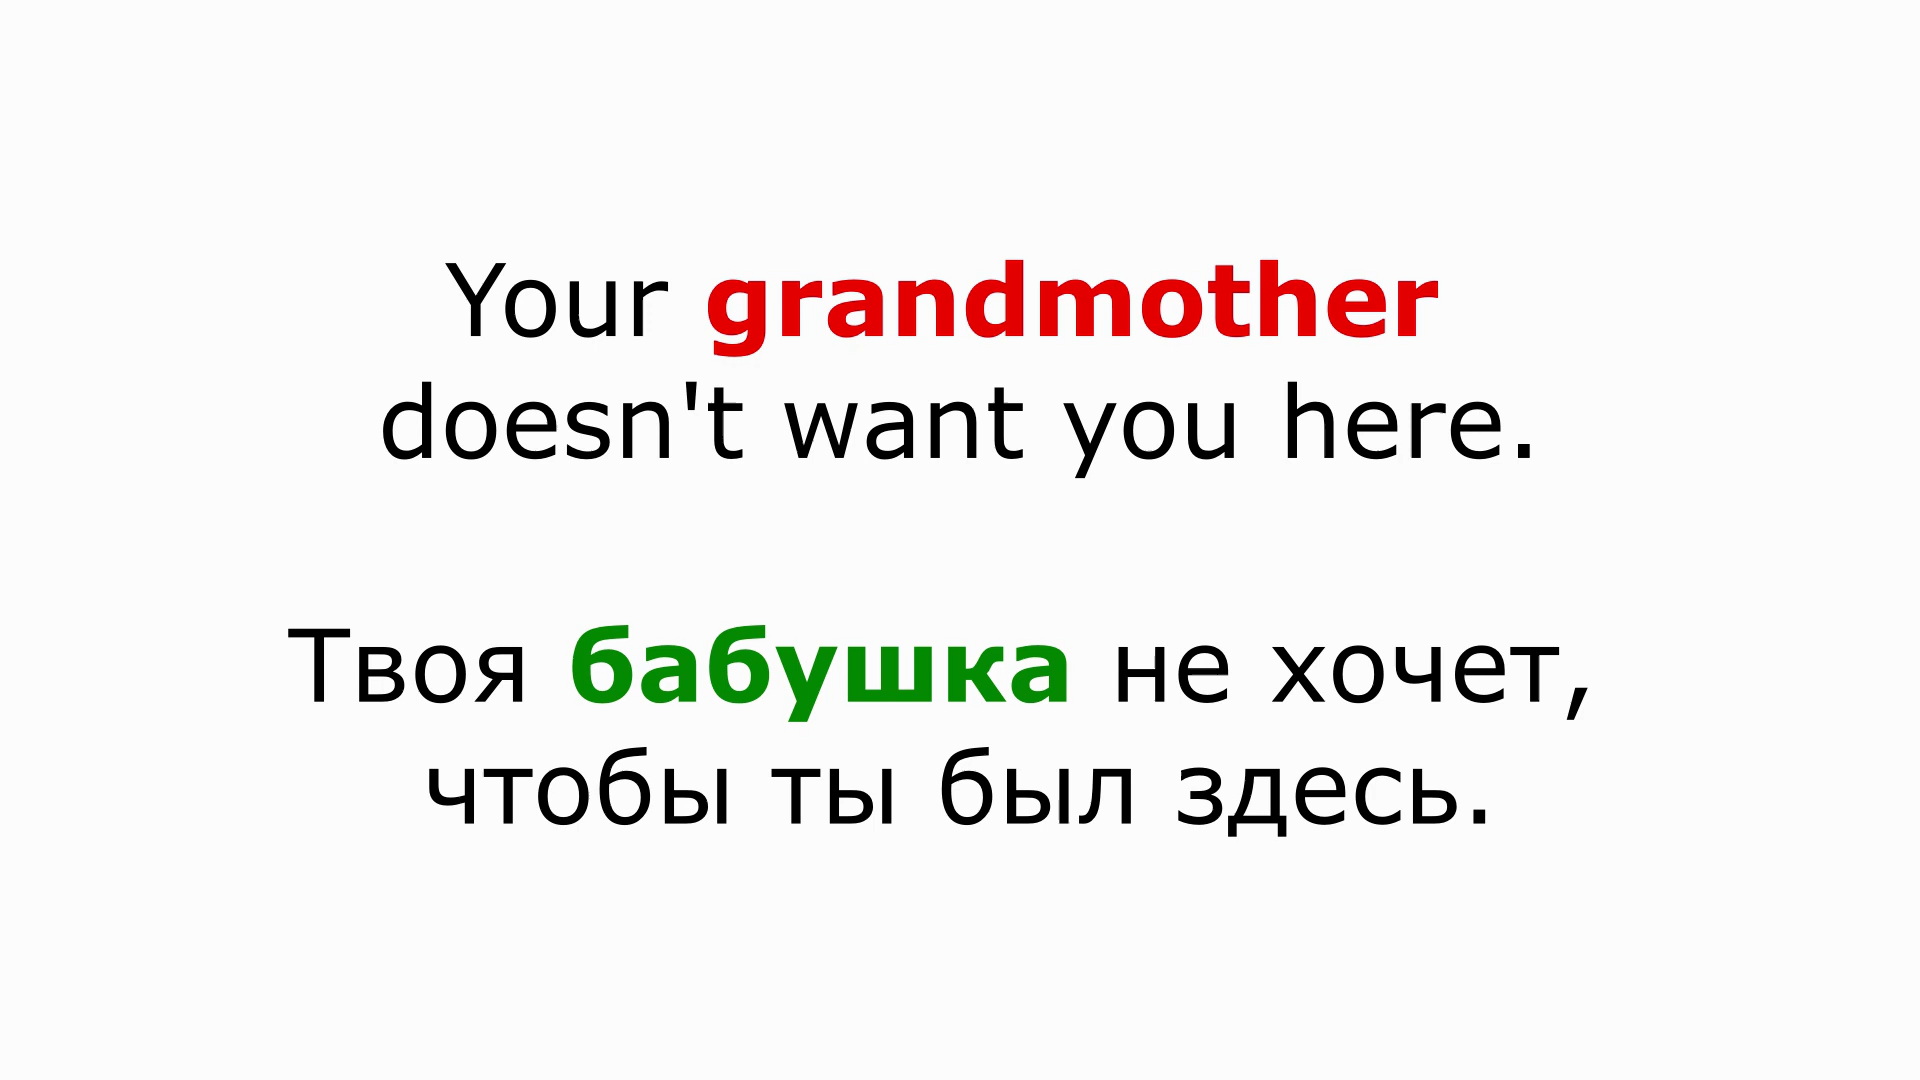 Your grandmother
doesn't want you here.
Твоя бабушка не хочет,
чтобы ты был здесь.